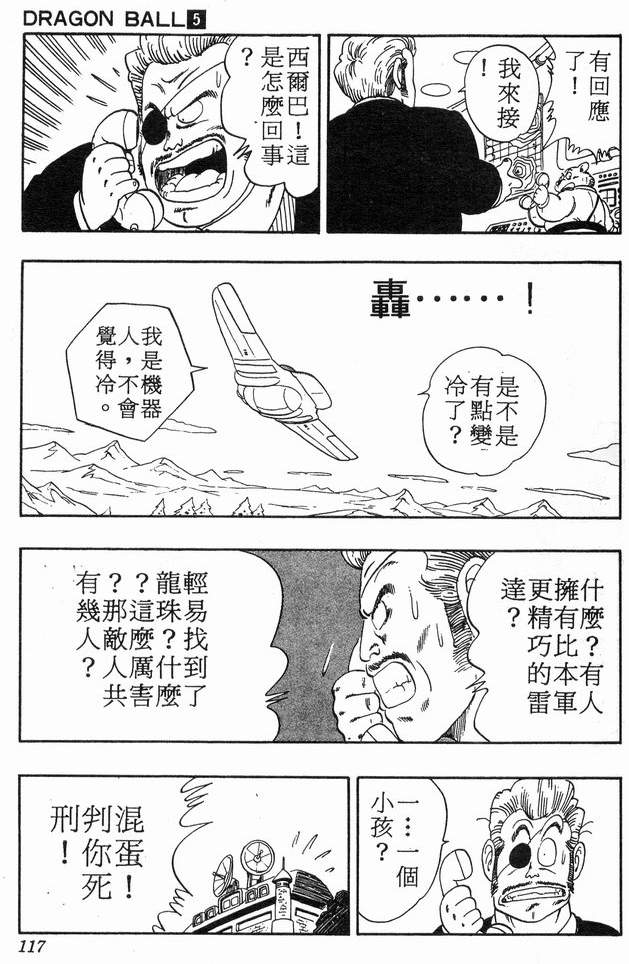 DRAGON BALL 5
有回應
了！
我來接
！
西爾巴！這
是怎麼回事
？
轟……！
是不是
有點變
冷了？
我是機器
人，不會
覺得冷。
什麼？有人
擁有比本軍
更精巧的雷
達？
輕易找到了
龍珠？什麼
？這麼厲害
？那敵人共
有幾人？
一…一個
小孩？
混蛋！
判你死
刑！
117